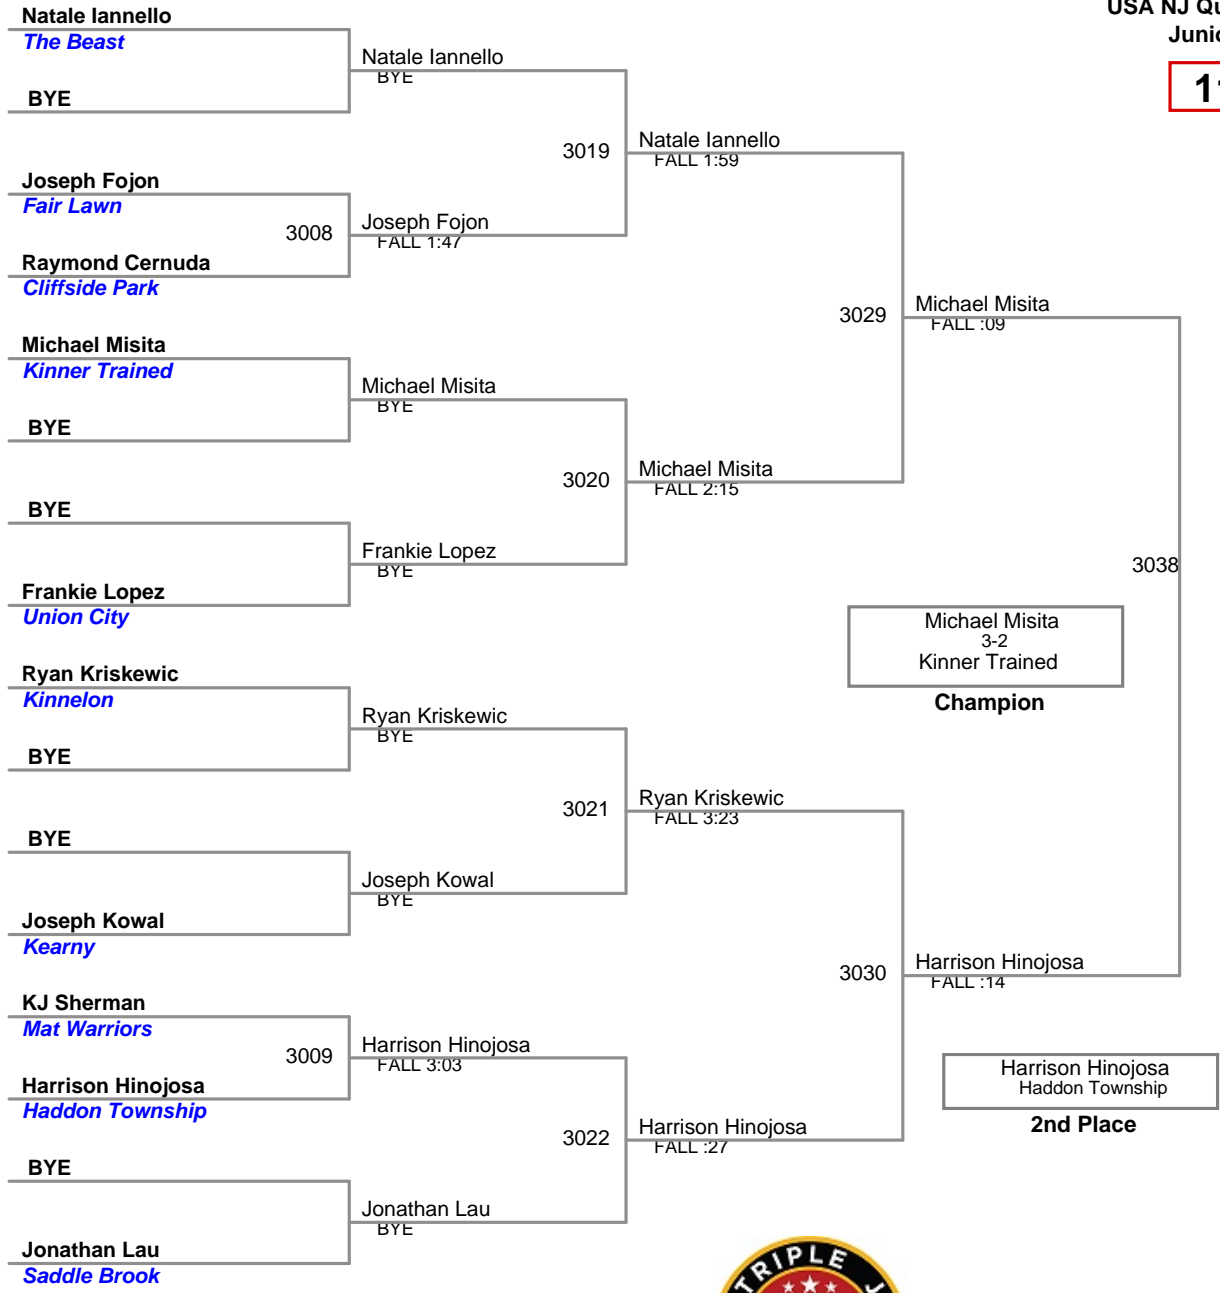 USA NJ Qu
Junio
11
Natale Iannello
The Beast
BYE
Joseph Fojon
Fair Lawn
3008
Raymond Cernuda
Cliffside Park
Michael Misita
Kinner Trained
BYE
BYE
Frankie Lopez
Union City
Ryan Kriskewic
Kinnelon
BYE
BYE
Joseph Kowal
Kearny
KJ Sherman
Mat Warriors
3009
Harrison Hinojosa
Haddon Township
BYE
Jonathan Lau
Saddle Brook
Natale Iannello
BYE
3019
Joseph Fojon
FALL 1:47
Michael Misita
BYE
3020
Frankie Lopez
BYE
Ryan Kriskewic
BYE
3021
Joseph Kowal
BYE
Harrison Hinojosa
FALL 3:03
3022
Jonathan Lau
BYE
Natale Iannello
FALL 1:59
3029
Michael Misita
FALL 2:15
Ryan Kriskewic
FALL 3:23
3030
Harrison Hinojosa
FALL :27
Michael Misita
FALL :09
3038
Harrison Hinojosa
FALL :14
Michael Misita
3-2
Kinner Trained
Champion
Harrison Hinojosa
Haddon Township
2nd Place
TRIPLE J